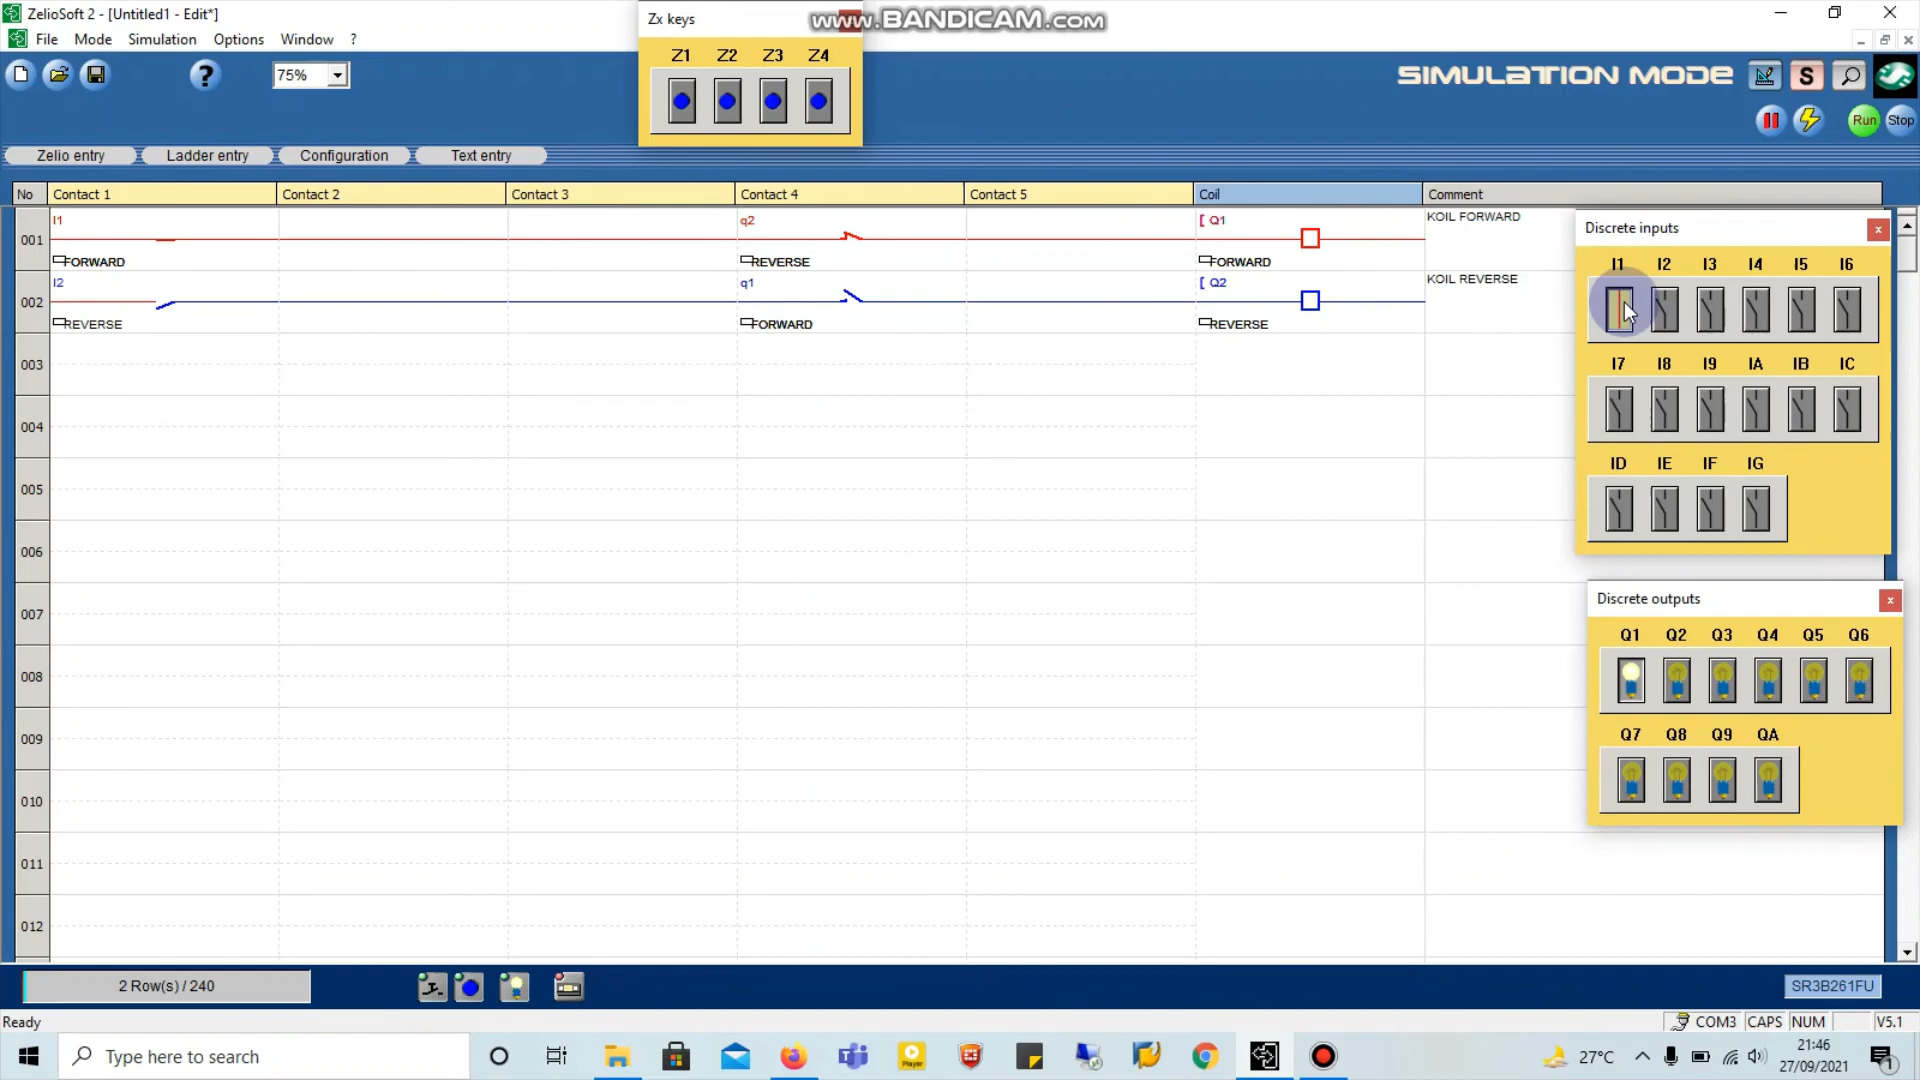 ZelioSoft 2 - [Untitled1 - Edit*]
Zx keys
www.BANDICAM.com
File Mode Simulation Options Window ?
Z1 Z2 Z3 Z4
75%
SIMULATION MODE
S
Run Stop
Zelio entry Ladder entry Configuration Text entry
No Contact 1 Contact 2 Contact 3 Contact 4 Contact 5 Coil Comment
001 I1 q2 [ Q1 KOIL FORWARD
FORWARD REVERSE FORWARD
002 I2 q1 [ Q2 KOIL REVERSE
REVERSE FORWARD REVERSE
003
004
005
006
007
008
009
010
011
012
Discrete inputs
I1 I2 I3 I4 I5 I6
I7 I8 I9 IA IB IC
ID IE IF IG
Discrete outputs
Q1 Q2 Q3 Q4 Q5 Q6
Q7 Q8 Q9 QA
2 Row(s) / 240
SR3B261FU
Ready
COM3 CAPS NUM V5.1
Type here to search
Player
27°C
21:46
27/09/2021
1